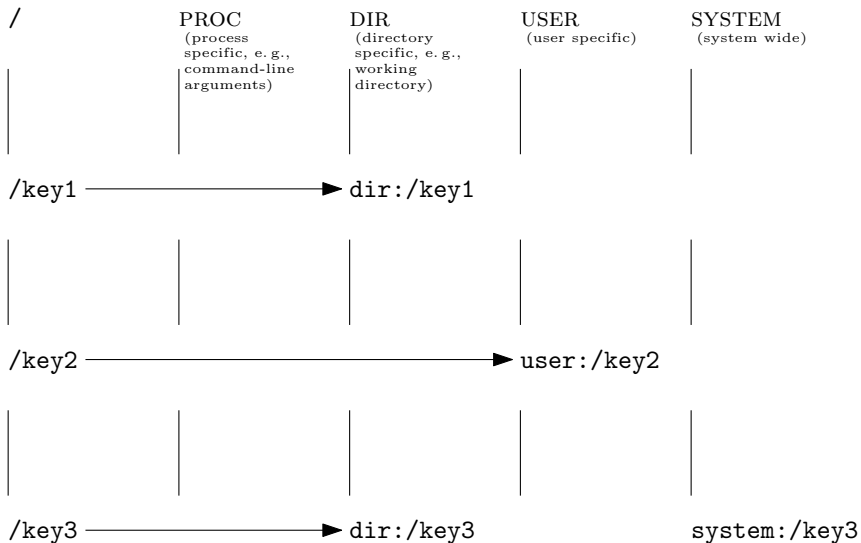 / PROC DIR USER SYSTEM
(process (directory (user specific) (system wide)
specific, e. g., specific, e. g.,
command-line working
arguments) directory)
/key1 dir:/key1
/key2 user:/key2
/key3 dir:/key3 system:/key3